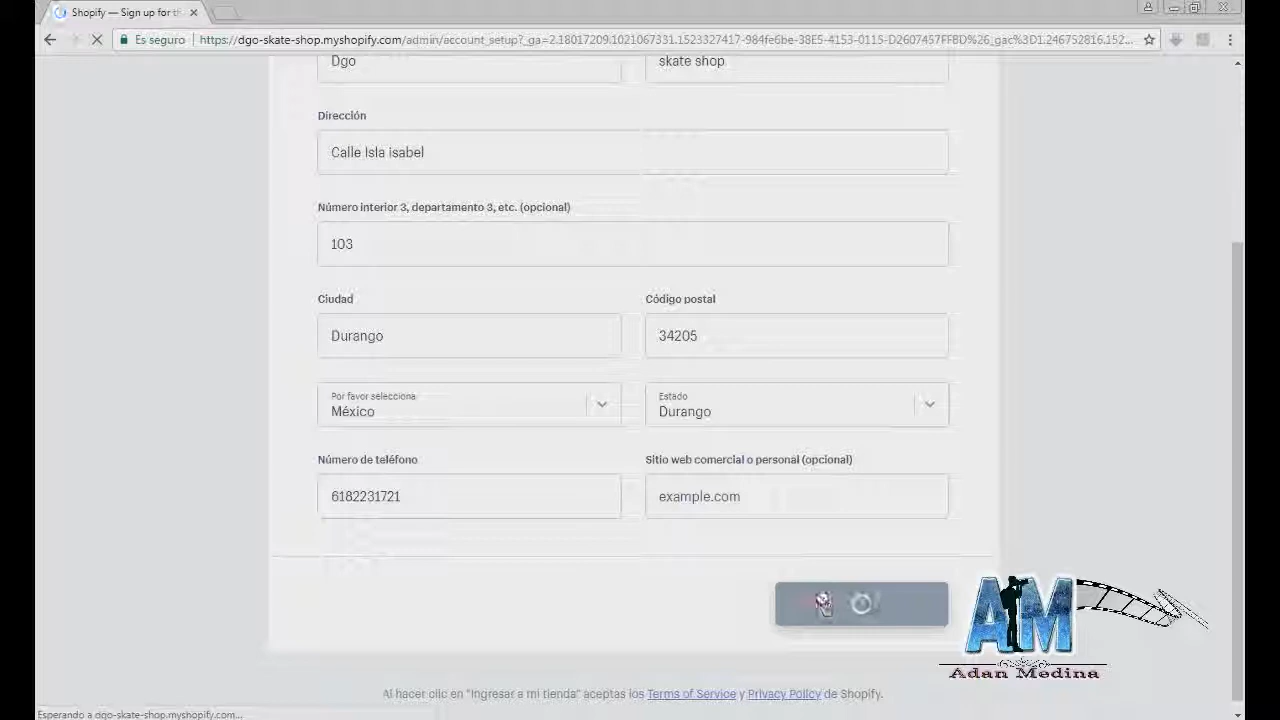 Shopify — Sign up for th
Es seguro
https://dgo-skate-shop.myshopify.com/admin/account_setup?_ga=2.18017209.1021067331.1523327417-984fe6be-38E5-4153-0115-D2607457FFBD%26_gac%3D1.246752816.152...
Dgo
skate shop
Dirección
Calle Isla isabel
Número interior 3, departamento 3, etc. (opcional)
103
Ciudad
Código postal
Durango
34205
Por favor selecciona
México
Estado
Durango
Número de teléfono
Sitio web comercial o personal (opcional)
6182231721
example.com
AM
Adan Medina
Al hacer clic en "Ingresar a mi tienda" aceptas los Terms of Service y Privacy Policy de Shopify.
Esperando a dgo-skate-shop.myshopify.com...